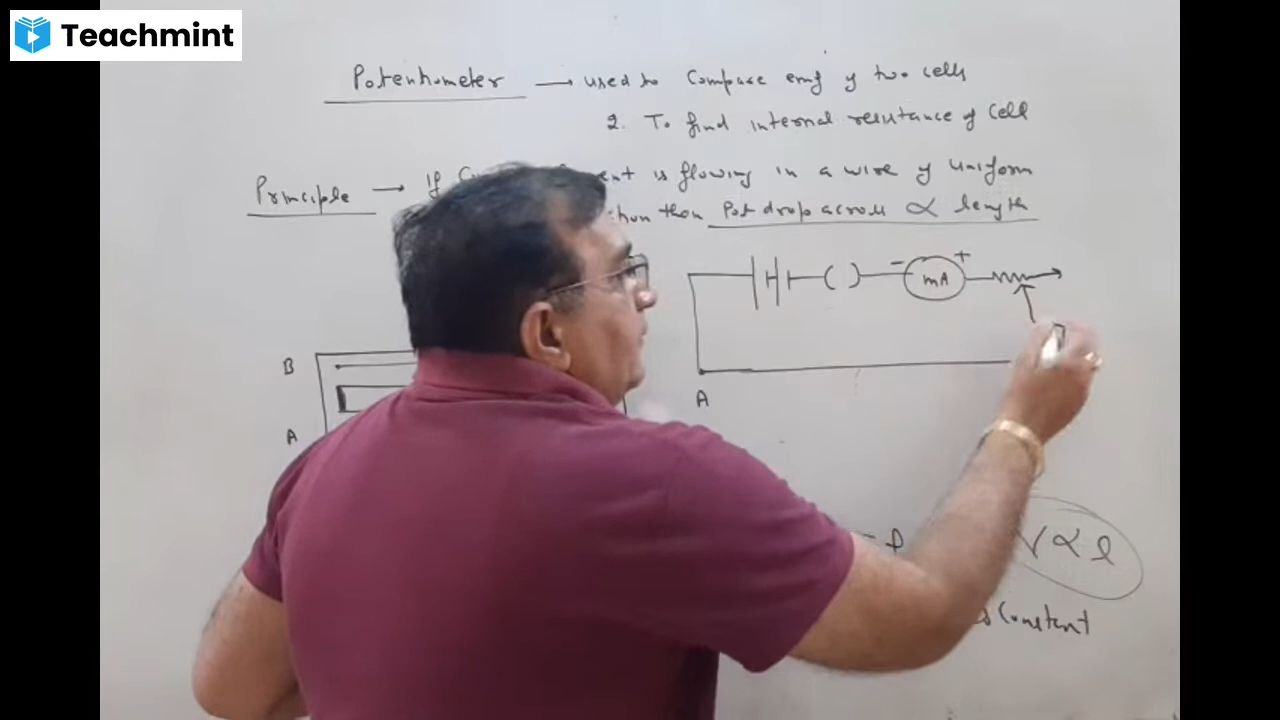 Teachmint
Potentiometer → used to Compare emf of two cells
2. To find internal resistance of Cell
Principle → If is flowing in a wire of Uniform
then Pot drop across ∝ length
- +
mA
B
A
A
V ∝ l
Constant